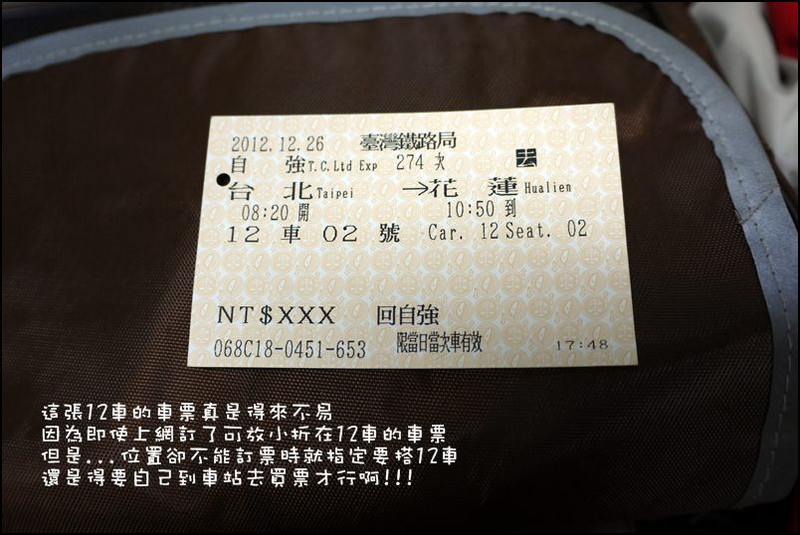 2012.12.26 臺灣鐵路局
自 強 T.C.Ltd Exp 274 次 去
台 北 Taipei →花 蓮 Hualien
08:20 開 10:50 到
12 車 02 號 Car. 12 Seat. 02
NT$XXX 回自強
068C18-0451-653 限當日當次車有效 17:48
這張12車的車票真是得來不易
因為即使上網訂了可放小折在12車的車票
但是...位置卻不能訂票時就指定要搭12車
還是得要自己到車站去買票才行啊!!!